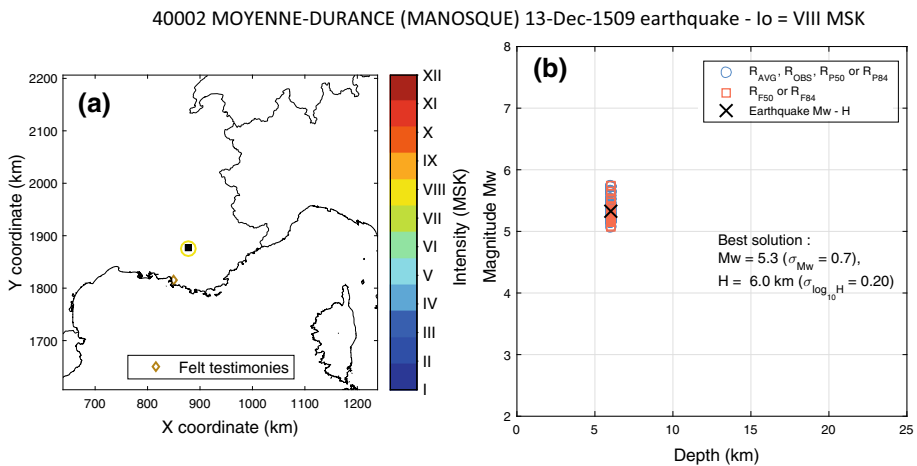 40002 MOYENNE-DURANCE (MANOSQUE) 13-Dec-1509 earthquake - Io = VIII MSK
(a)
2200
2100
2000
1900
1800
1700
Y coordinate (km)
700 800 900 1000 1100 1200
X coordinate (km)
Felt testimonies
XII
XI
X
IX
VIII
VII
VI
V
IV
III
II
I
Intensity (MSK)
(b)
8
7
6
5
4
3
2
Magnitude Mw
0 5 10 15 20 25
Depth (km)
R_AVG, R_OBS, R_P50 or R_P84
R_F50 or R_F84
Earthquake Mw - H
Best solution :
Mw = 5.3 (σ_Mw = 0.7),
H = 6.0 km (σ_log_10H = 0.20)